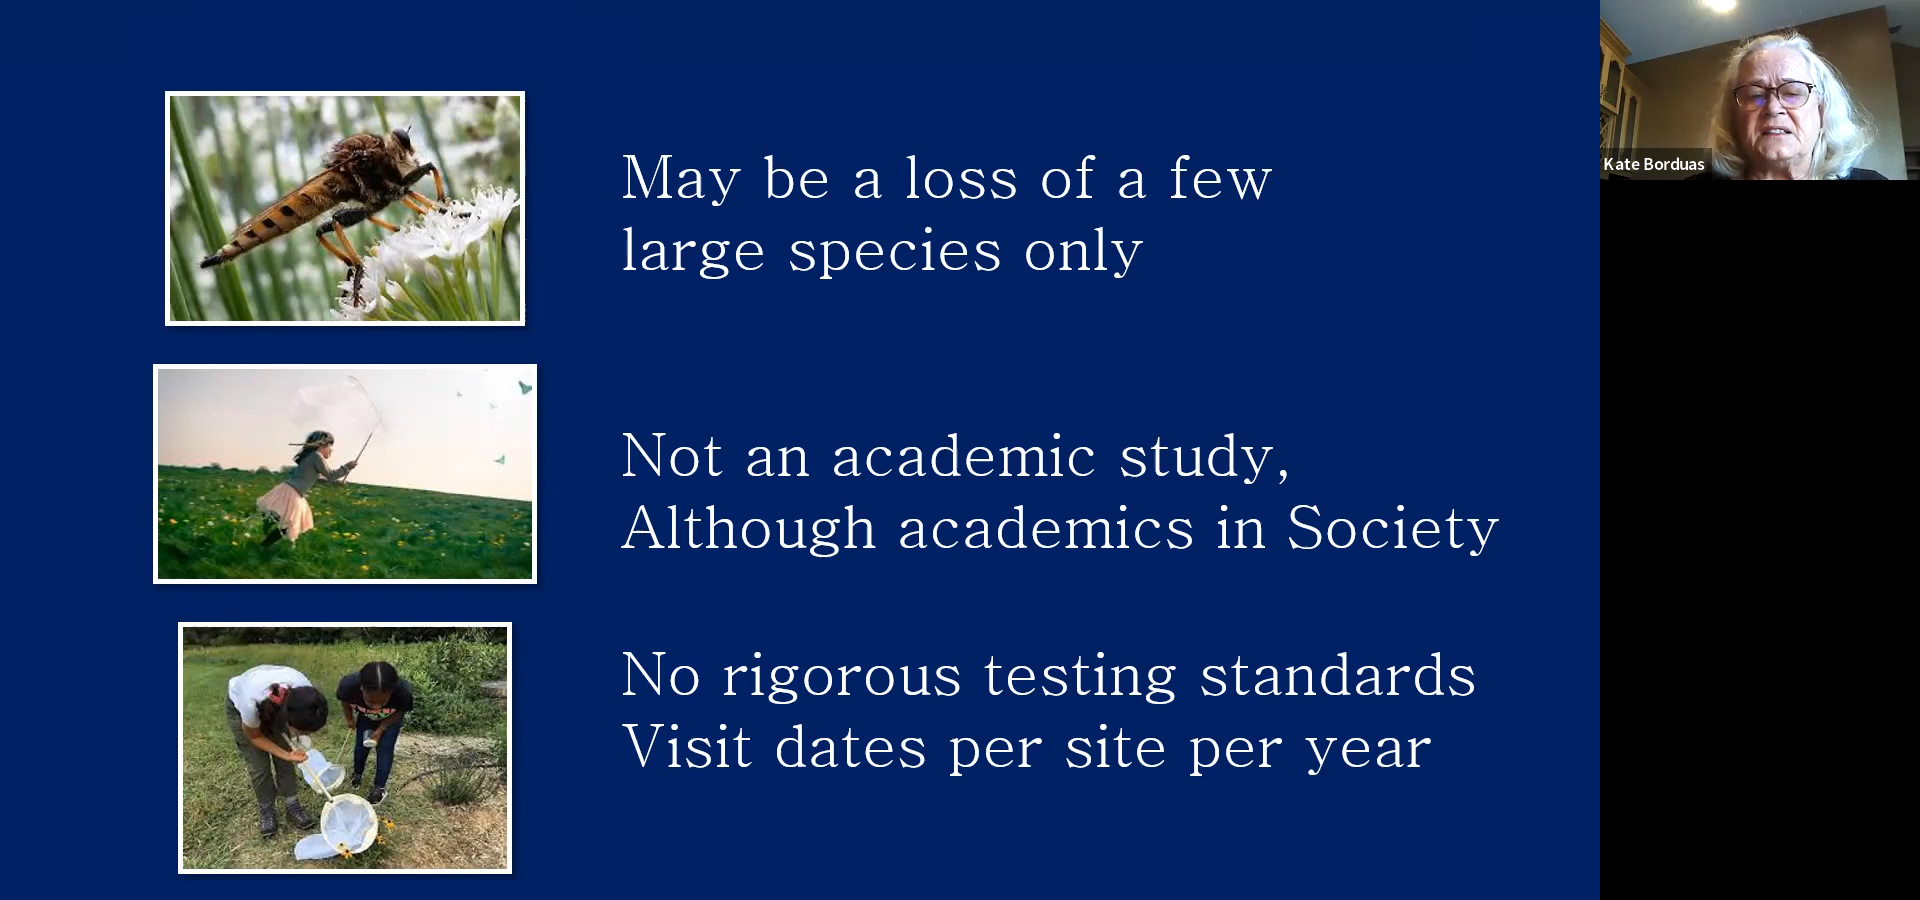 May be a loss of a few
large species only
Not an academic study,
Although academics in Society
No rigorous testing standards
Visit dates per site per year
Kate Borduas